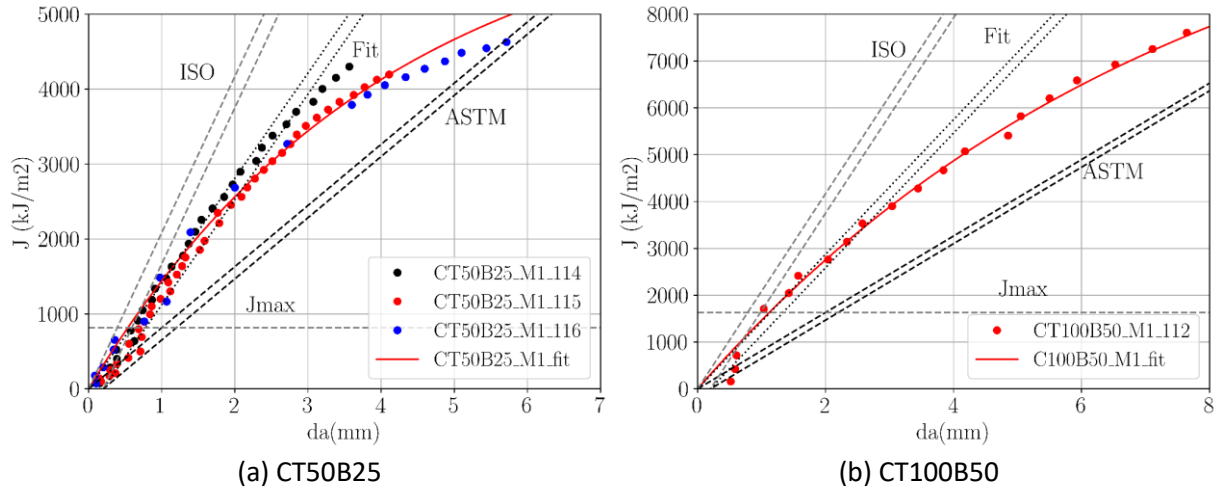 5000
4000
3000
2000
1000
0
J (kJ/m2)
0 1 2 3 4 5 6 7
da(mm)
ISO
Fit
ASTM
Jmax
CT50B25_M1_114
CT50B25_M1_115
CT50B25_M1_116
CT50B25_M1_fit
(a) CT50B25
8000
7000
6000
5000
4000
3000
2000
1000
0
J (kJ/m2)
0 2 4 6 8
da(mm)
ISO
Fit
ASTM
Jmax
CT100B50_M1_112
C100B50_M1_fit
(b) CT100B50